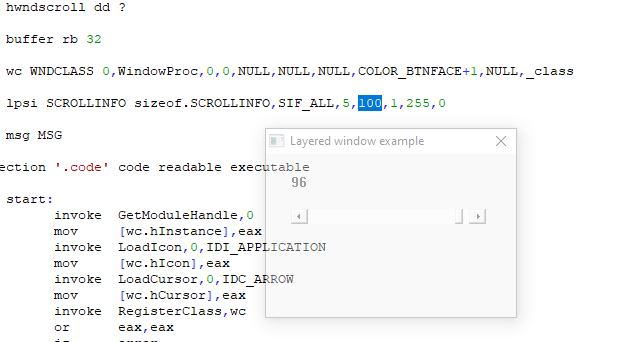 hwndscroll dd ?
buffer rb 32
wc WNDCLASS 0,WindowProc,0,0,NULL,NULL,NULL,COLOR_BTNFACE+1,NULL,_class
lpsi SCROLLINFO sizeof.SCROLLINFO,SIF_ALL,5,100,1,255,0
msg MSG
Layered window example
ection '.code' code readable executable
96
start:
invoke GetModuleHandle,0
mov [wc.hInstance],eax
invoke LoadIcon,0,IDI_APPLICATION
mov [wc.hIcon],eax
invoke LoadCursor,0,IDC_ARROW
mov [wc.hCursor],eax
invoke RegisterClass,wc
or eax,eax